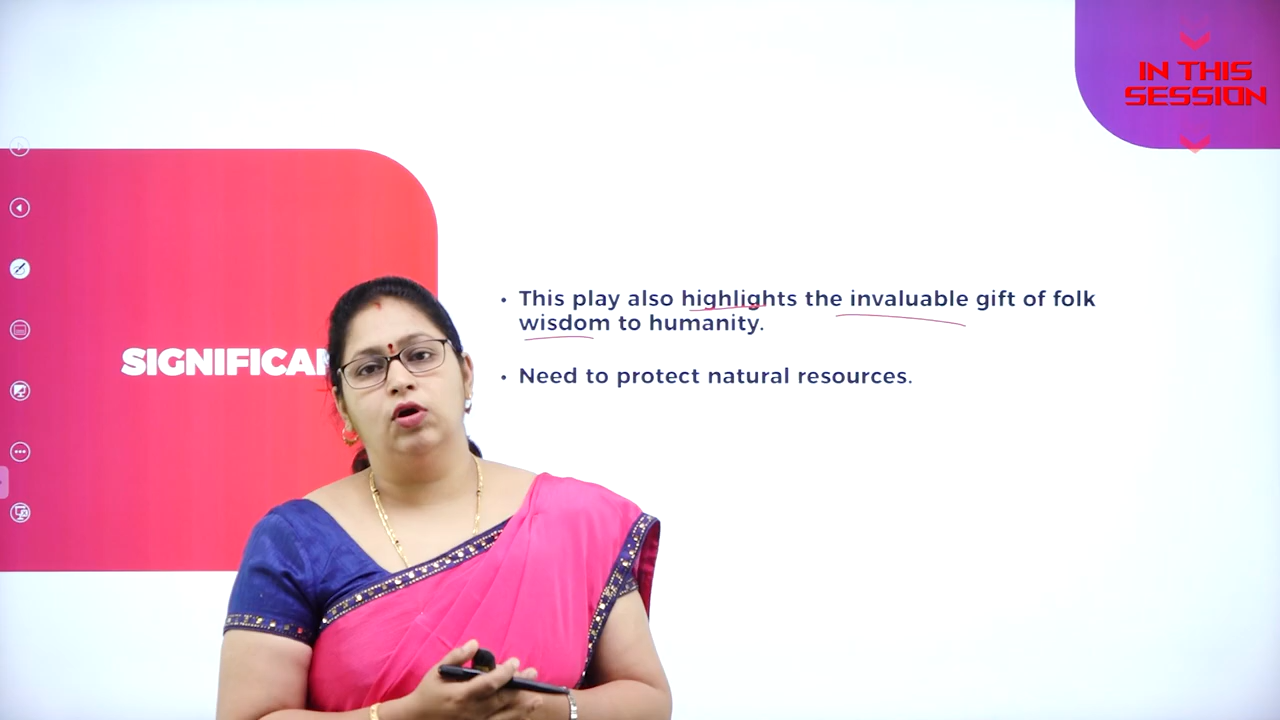 IN THIS
SESSION
• This play also highlights the invaluable gift of folk
wisdom to humanity.
SIGNIFICAN
• Need to protect natural resources.